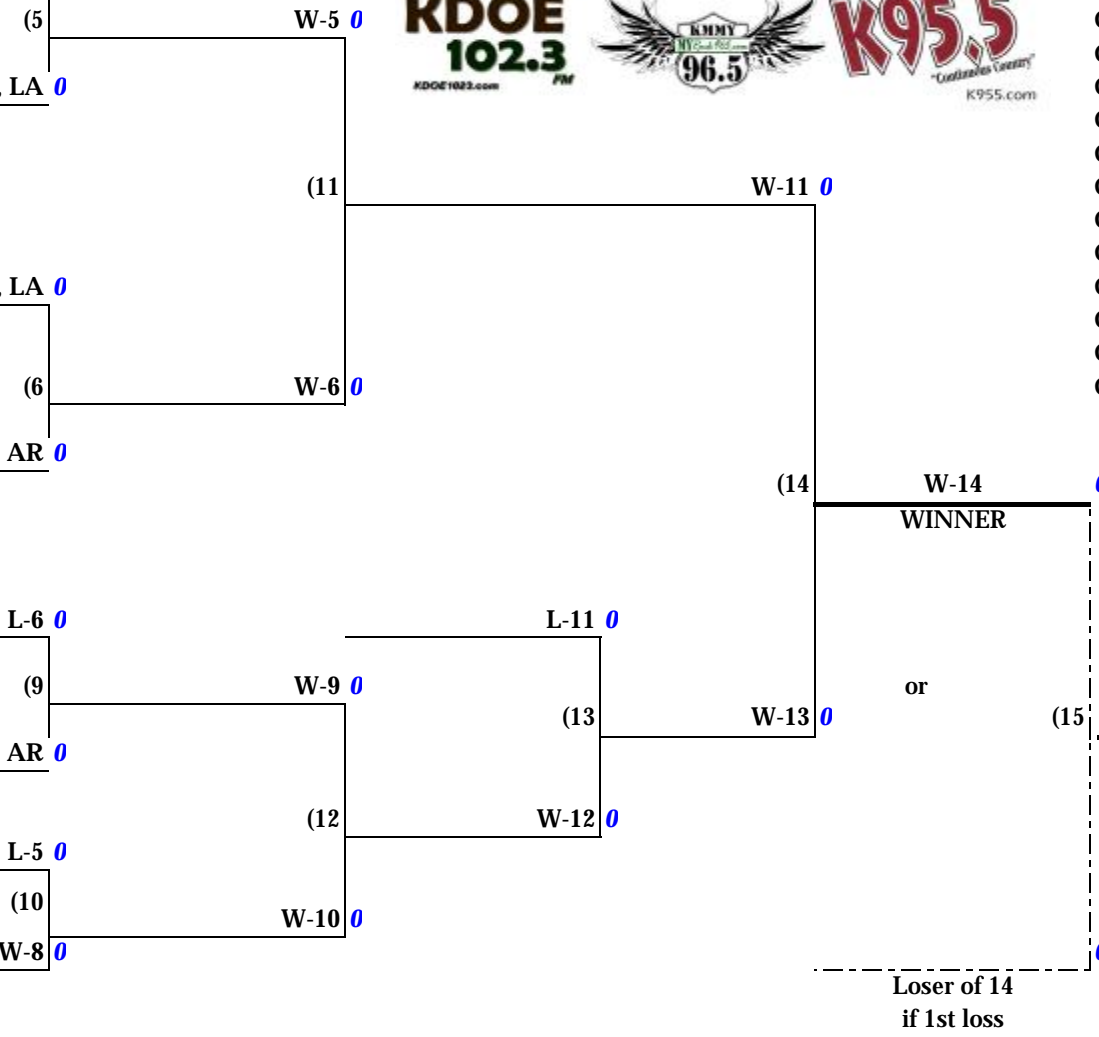 (5
W-5 0
KDOE
102.3
FM
KDOE1023.com
KMMY
96.5
K95.5
"Continuous Country"
K955.com
, LA 0
(11
W-11 0
, LA 0
(6
W-6 0
AR 0
(14
W-14
WINNER
L-6 0
L-11 0
(9
W-9 0
or
(13
W-13 0
(15
AR 0
(12
W-12 0
L-5 0
(10
W-10 0
W-8 0
Loser of 14
if 1st loss